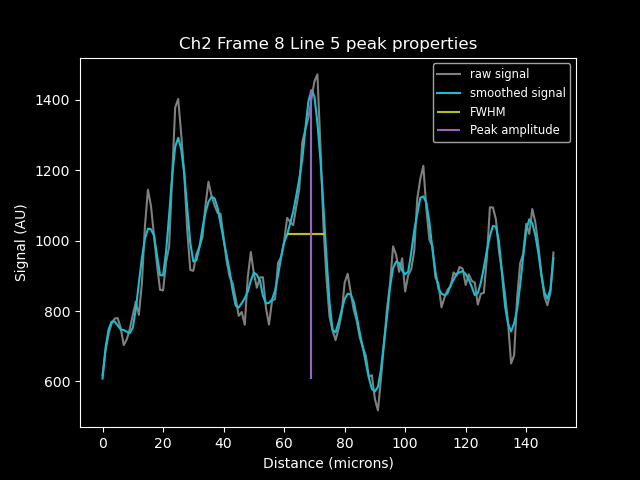 Ch2 Frame 8 Line 5 peak properties
raw signal
smoothed signal
FWHM
Peak amplitude
1400
1200
1000
800
600
Signal (AU)
0 20 40 60 80 100 120 140
Distance (microns)